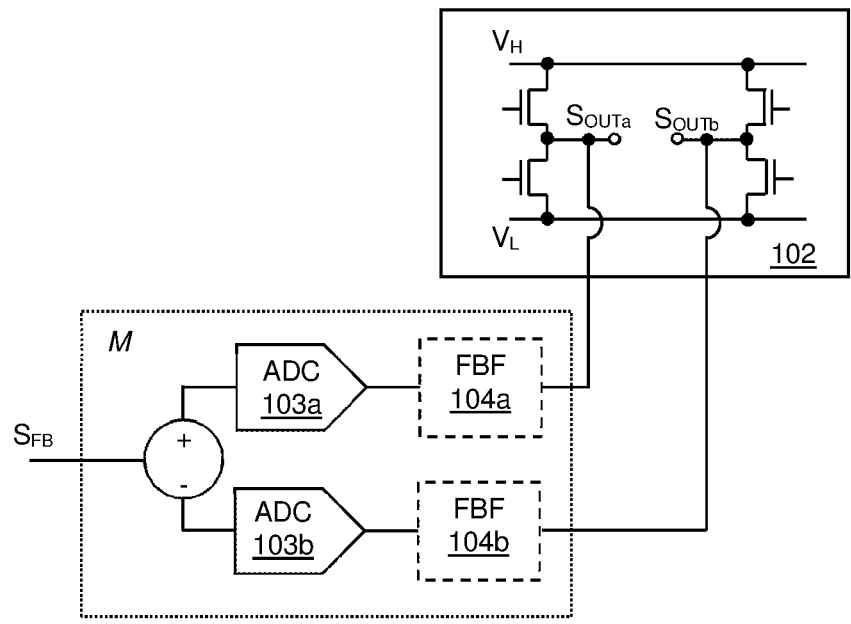 V_H
S_OUTa S_OUTb
V_L
102
M
ADC
103a
FBF
104a
+
S_FB
-
ADC
103b
FBF
104b